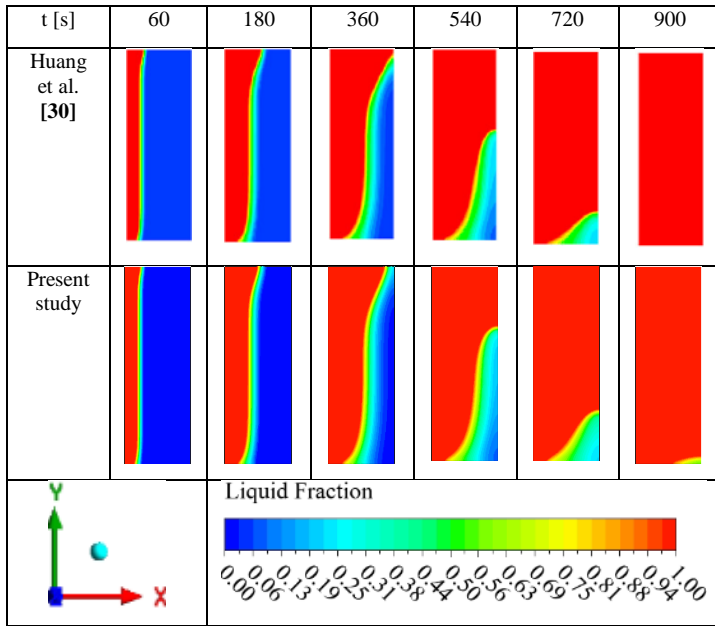 t [s] 60 180 360 540 720 900
Huang
et al.
[30]
Present
study
Y
X
Liquid Fraction
0.00 0.06 0.13 0.19 0.25 0.31 0.38 0.44 0.50 0.56 0.63 0.69 0.75 0.81 0.88 0.94 1.00